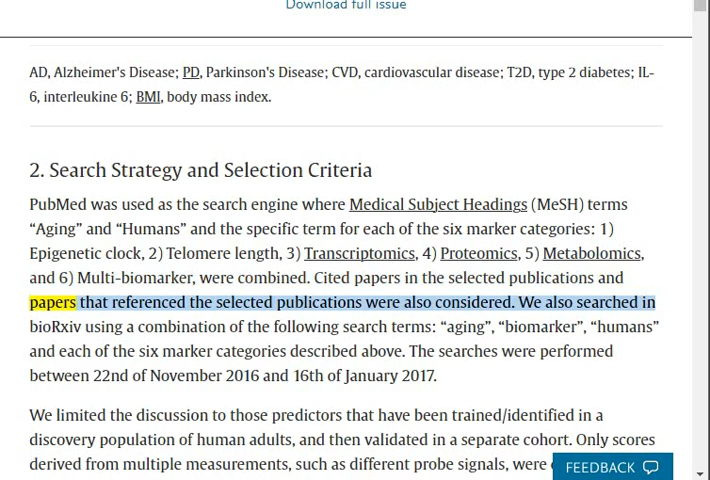 Download full issue
AD, Alzheimer's Disease; PD, Parkinson's Disease; CVD, cardiovascular disease; T2D, type 2 diabetes; IL-
6, interleukine 6; BMI, body mass index.
2. Search Strategy and Selection Criteria
PubMed was used as the search engine where Medical Subject Headings (MeSH) terms
“Aging” and “Humans” and the specific term for each of the six marker categories: 1)
Epigenetic clock, 2) Telomere length, 3) Transcriptomics, 4) Proteomics, 5) Metabolomics,
and 6) Multi-biomarker, were combined. Cited papers in the selected publications and
papers that referenced the selected publications were also considered. We also searched in
bioRxiv using a combination of the following search terms: “aging”, “biomarker”, “humans”
and each of the six marker categories described above. The searches were performed
between 22nd of November 2016 and 16th of January 2017.
We limited the discussion to those predictors that have been trained/identified in a
discovery population of human adults, and then validated in a separate cohort. Only scores
derived from multiple measurements, such as different probe signals, were
FEEDBACK